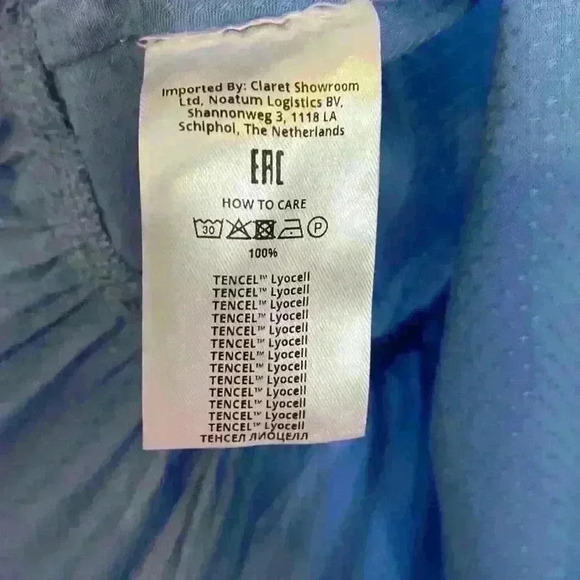 Imported By: Claret Showroom
Ltd, Noatum Logistics BV,
Shannonweg 3, 1118 LA
Schiphol, The Netherlands
EAC
HOW TO CARE
30 P
100%
TENCEL™ Lyocell
TENCEL™ Lyocell
TENCEL™ Lyocell
TENCEL™ Lyocell
TENCEL™ Lyocell
TENCEL™ Lyocell
TENCEL™ Lyocell
TENCEL™ Lyocell
TENCEL™ Lyocell
TENCEL™ Lyocell
TENCEL™ Lyocell
TENCEL™ Lyocell
TENCEL™ Lyocell
ТЕНСЕЛ ЛИОЦЕЛЛ